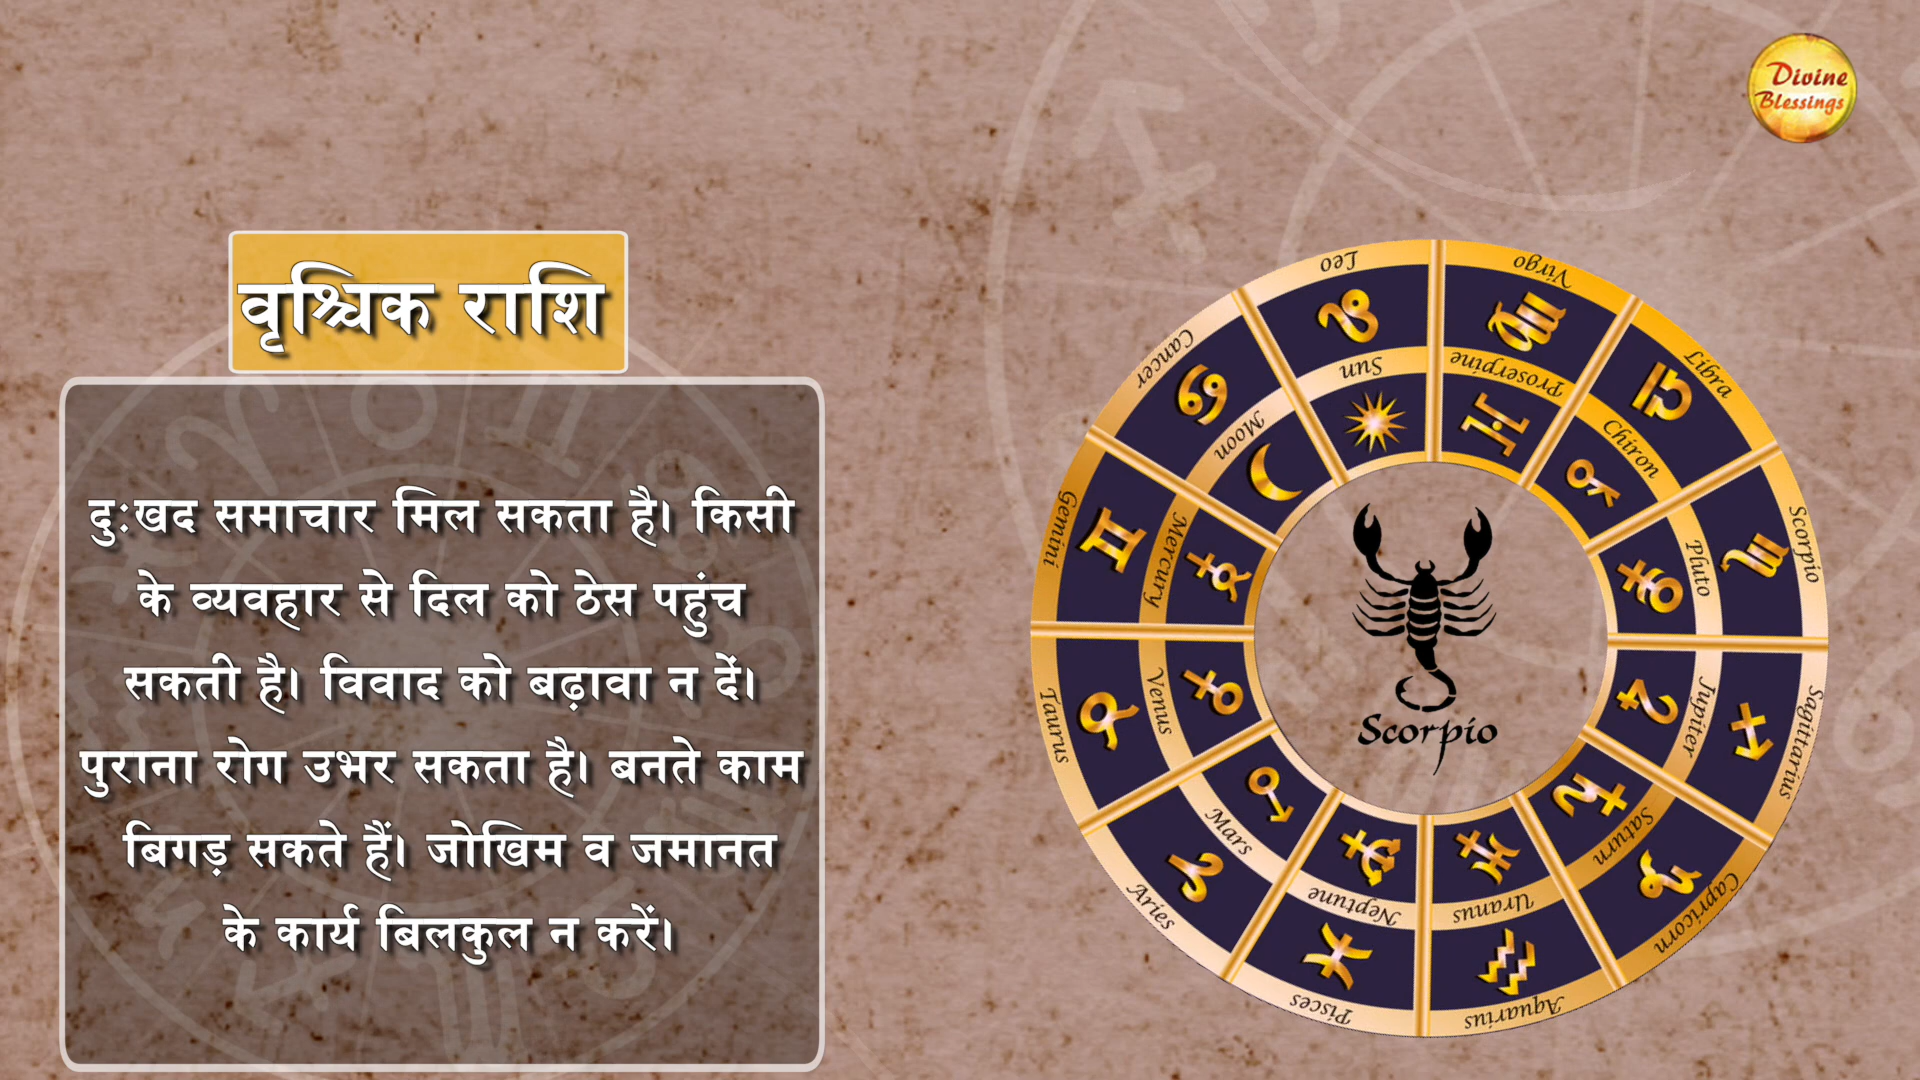 Divine
Blessings
वृश्चिक राशि
दुःखद समाचार मिल सकता है। किसी
के व्यवहार से दिल को ठेस पहुंच
सकती है। विवाद को बढ़ावा न दें।
पुराना रोग उभर सकता है। बनते काम
बिगड़ सकते हैं। जोखिम व जमानत
के कार्य बिलकुल न करें।
Leo
Virgo
Libra
Scorpio
Sagittarius
Capricorn
Aquarius
Pisces
Aries
Taurus
Gemini
Cancer
Sun
Proserpine
Chiron
Pluto
Jupiter
Saturn
Uranus
Neptune
Mars
Venus
Mercury
Moon
Scorpio